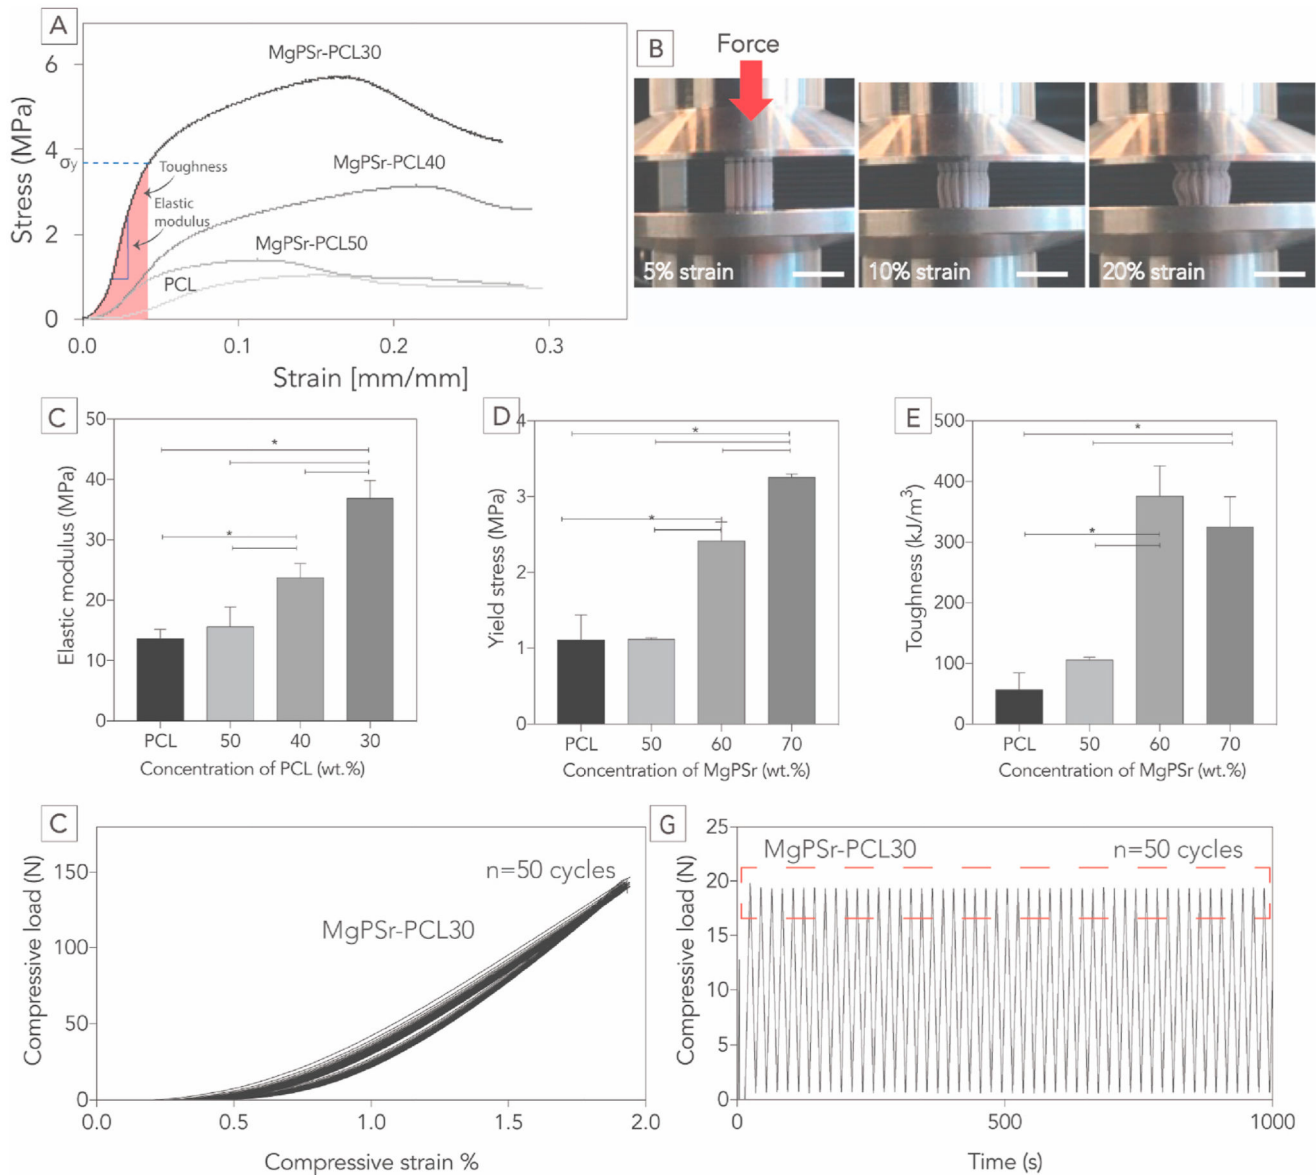 A
Stress (MPa)
6
4
2
0
σy
MgPSr-PCL30
MgPSr-PCL40
MgPSr-PCL50
PCL
Toughness
Elastic
modulus
0.0
0.1
0.2
0.3
Strain [mm/mm]
B
Force
5% strain
10% strain
20% strain
C
Elastic modulus (MPa)
50
40
30
20
10
0
*
*
PCL
50
40
30
Concentration of PCL (wt.%)
D
Yield stress (MPa)
4
3
2
1
0
*
*
PCL
50
60
70
Concentration of MgPSr (wt.%)
E
Toughness (kJ/m³)
500
400
300
200
100
0
*
*
PCL
50
60
70
Concentration of MgPSr (wt.%)
C
Compressive load (N)
150
100
50
0
n=50 cycles
MgPSr-PCL30
0.0
0.5
1.0
1.5
2.0
Compressive strain %
G
Compressive load (N)
25
20
15
10
5
0
MgPSr-PCL30
n=50 cycles
0
500
1000
Time (s)